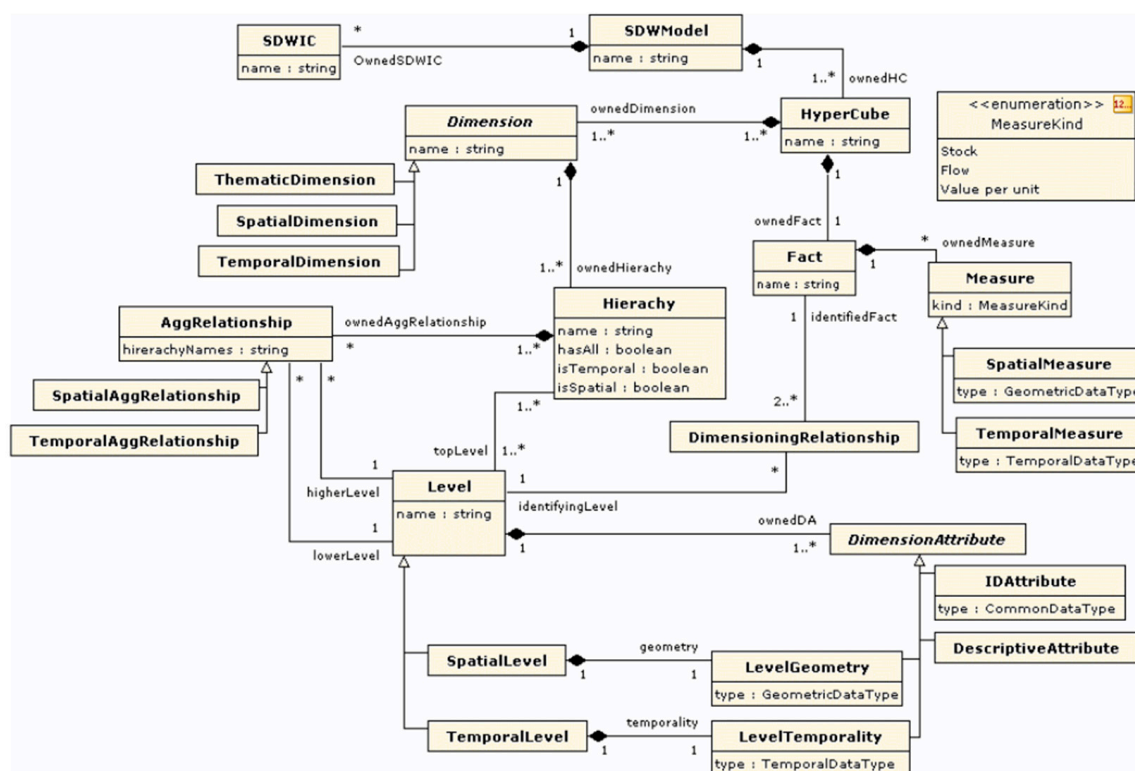 * 1
SDWIC
name : string
OwnedSDWIC
1
SDWModel
name : string
1
1..*
ownedHC
ownedDimension
1..*
1..*
Dimension
name : string
1
HyperCube
name : string
1
<<enumeration>> 12...
MeasureKind
Stock
Flow
Value per unit
ThematicDimension
SpatialDimension
TemporalDimension
ownedFact 1
* ownedMeasure
Fact
name : string
1
Measure
kind : MeasureKind
1..* ownedHierachy
Hierachy
name : string
hasAll : boolean
isTemporal : boolean
isSpatial : boolean
1 identifiedFact
AggRelationship
hirerachyNames : string
ownedAggRelationship
*
1..*
SpatialMeasure
type : GeometricDataType
SpatialAggRelationship
TemporalAggRelationship
* *
1..*
2..*
DimensioningRelationship
TemporalMeasure
type : TemporalDataType
topLevel 1..*
*
1
higherLevel
Level
name : string
1
identifyingLevel
1
lowerLevel
1
ownedDA
1..*
DimensionAttribute
IDAttribute
type : CommonDataType
DescriptiveAttribute
SpatialLevel
1
geometry
1
LevelGeometry
type : GeometricDataType
TemporalLevel
1
temporality
1
LevelTemporality
type : TemporalDataType